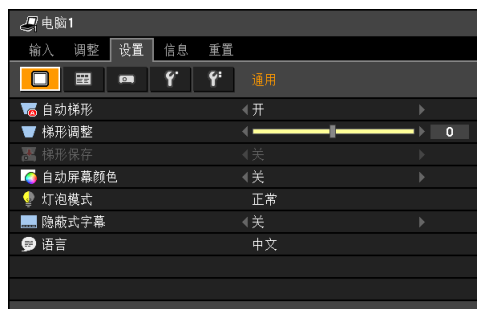 电脑1
输入 调整 设置 信息 重置
通用
自动梯形 开
梯形调整 0
梯形保存 关
自动屏幕颜色 关
灯泡模式 正常
隐蔽式字幕 关
语言 中文